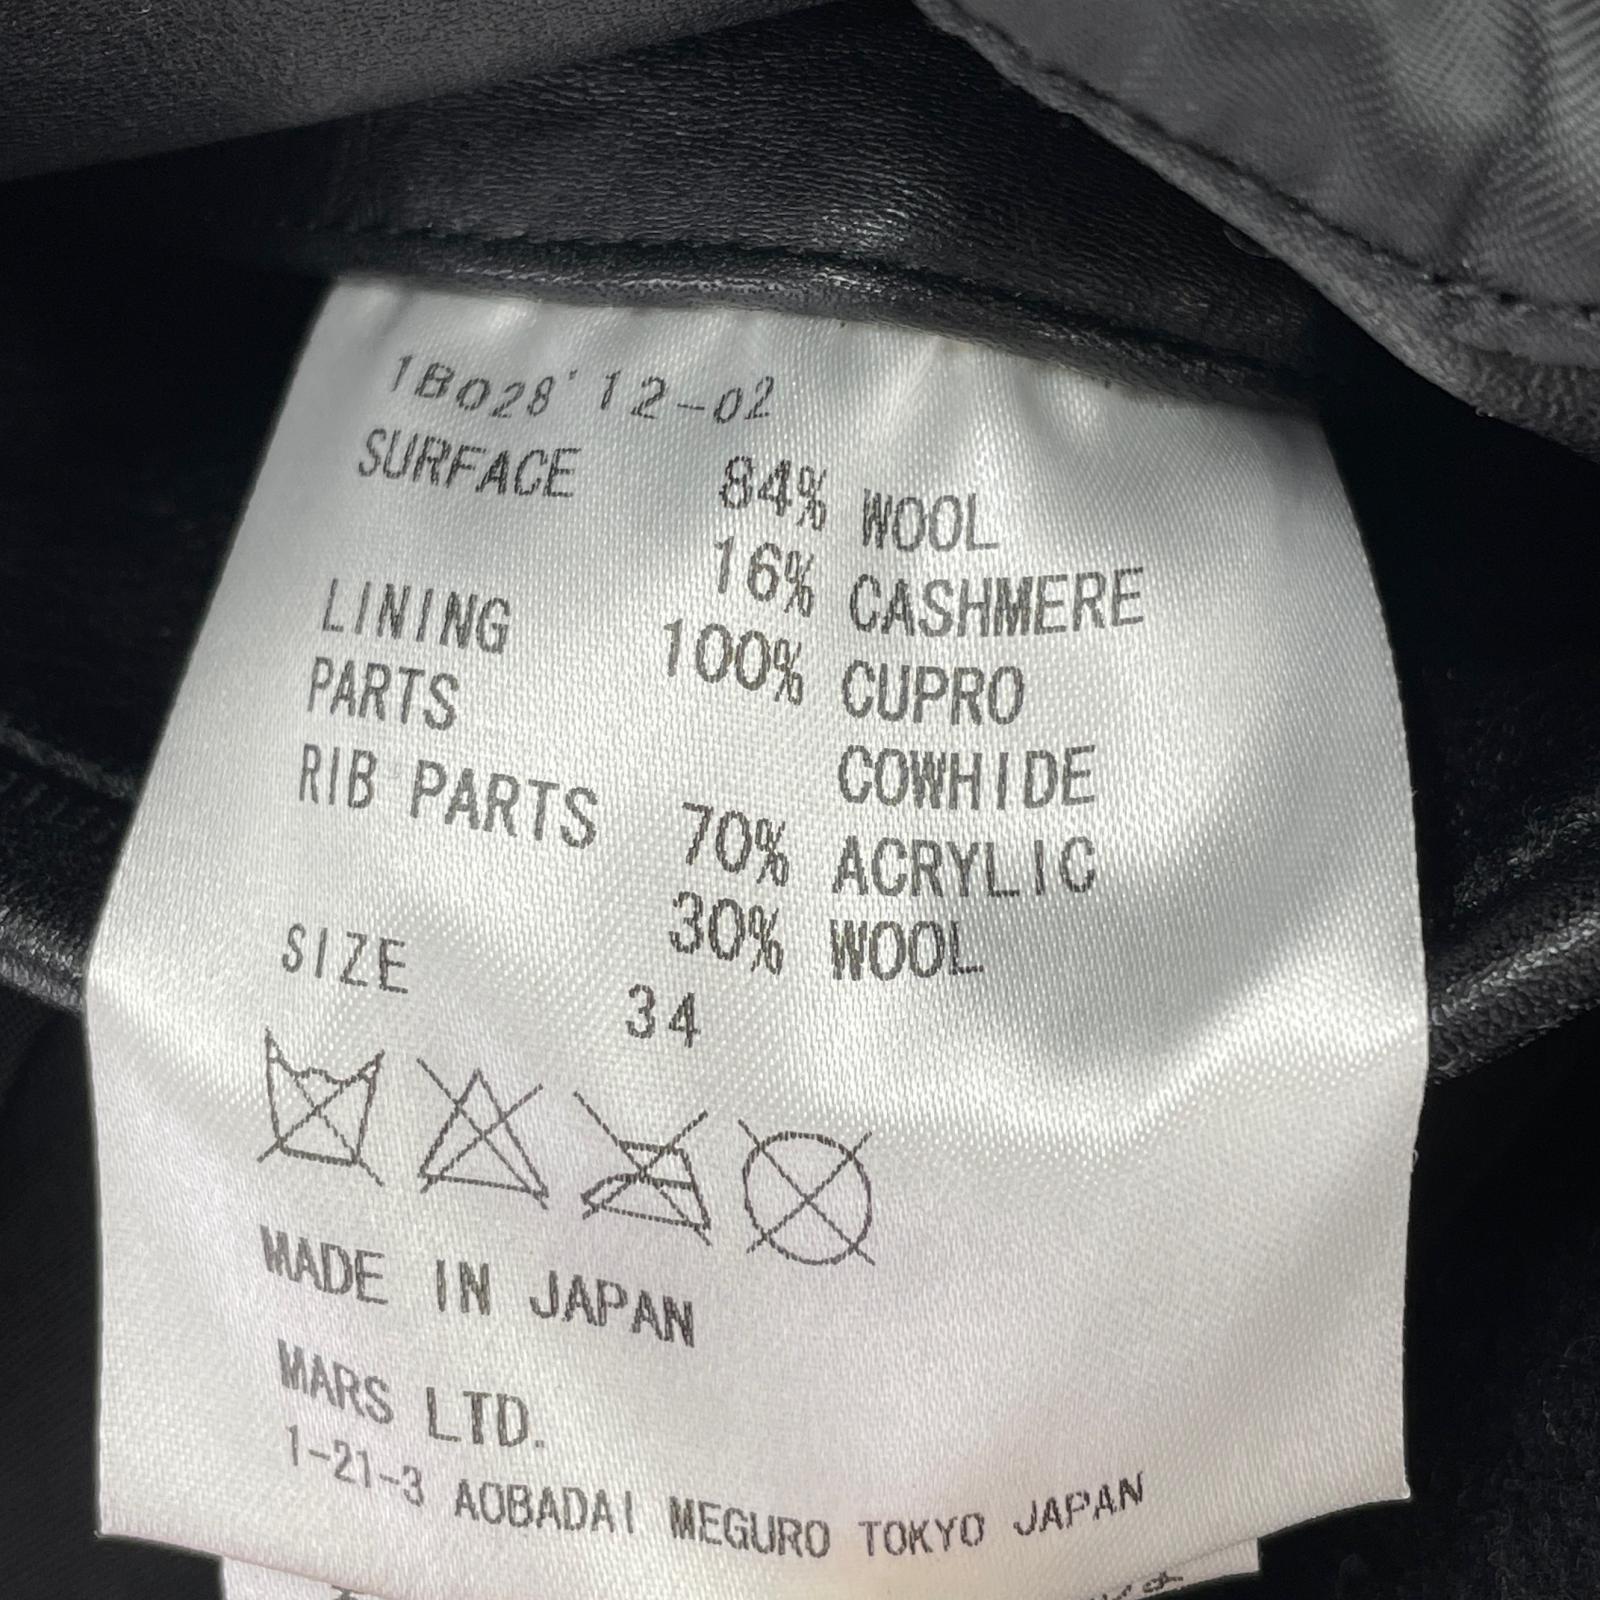 1B028' 12-02
SURFACE 84% WOOL
16% CASHMERE
LINING 100% CUPRO
PARTS COWHIDE
RIB PARTS 70% ACRYLIC
30% WOOL
SIZE 34
MADE IN JAPAN
MARS LTD.
1-21-3 AOBADAI MEGURO TOKYO JAPAN